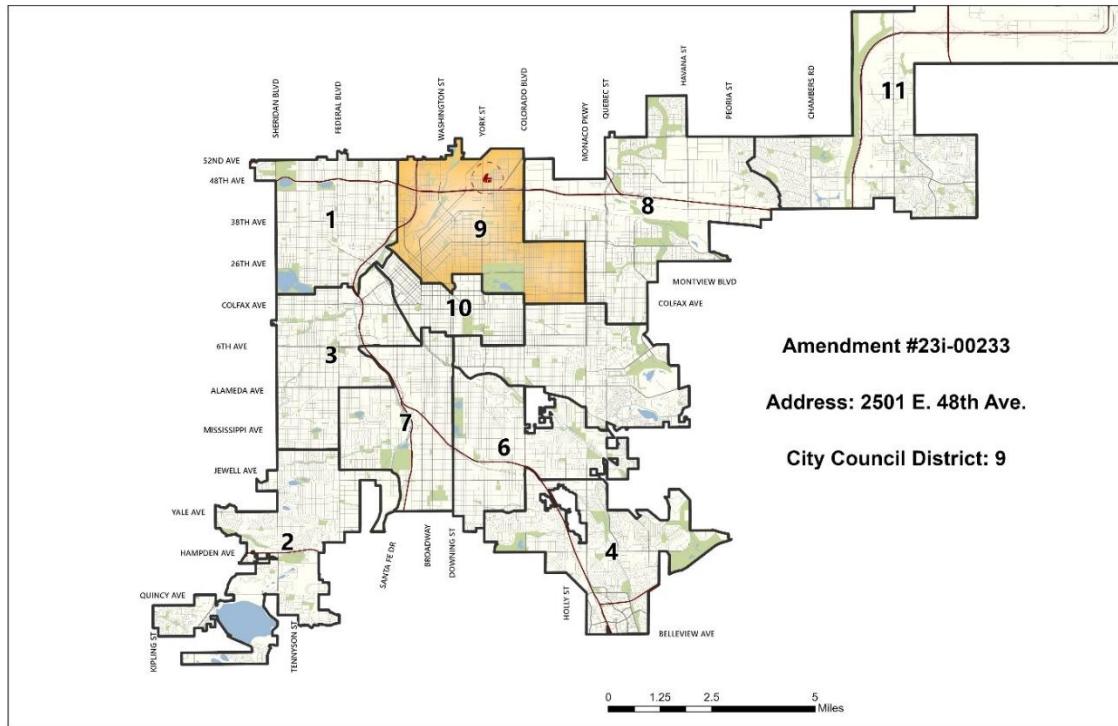 SHERIDAN BLVD
FEDERAL BLVD
WASHINGTON ST
YORK ST
COLORADO BLVD
MONACO PKWY
QUEBEC ST
HAVANA ST
PEORIA ST
CHAMBERS RD
11
52ND AVE
48TH AVE
1
8
38TH AVE
9
26TH AVE
MONTVIEW BLVD
COLFAX AVE
COLFAX AVE
10
6TH AVE
3
Amendment #23i-00233
ALAMEDA AVE
Address: 2501 E. 48th Ave.
7
MISSISSIPPI AVE
6
City Council District: 9
JEWELL AVE
YALE AVE
2
HAMPDEN AVE
4
SANTA FE DR
BROADWAY
DOWNING ST
HOLLY ST
QUINCY AVE
KIPLING ST
TENNYSON ST
BELLEVIEW AVE
0 1.25 2.5 5
Miles